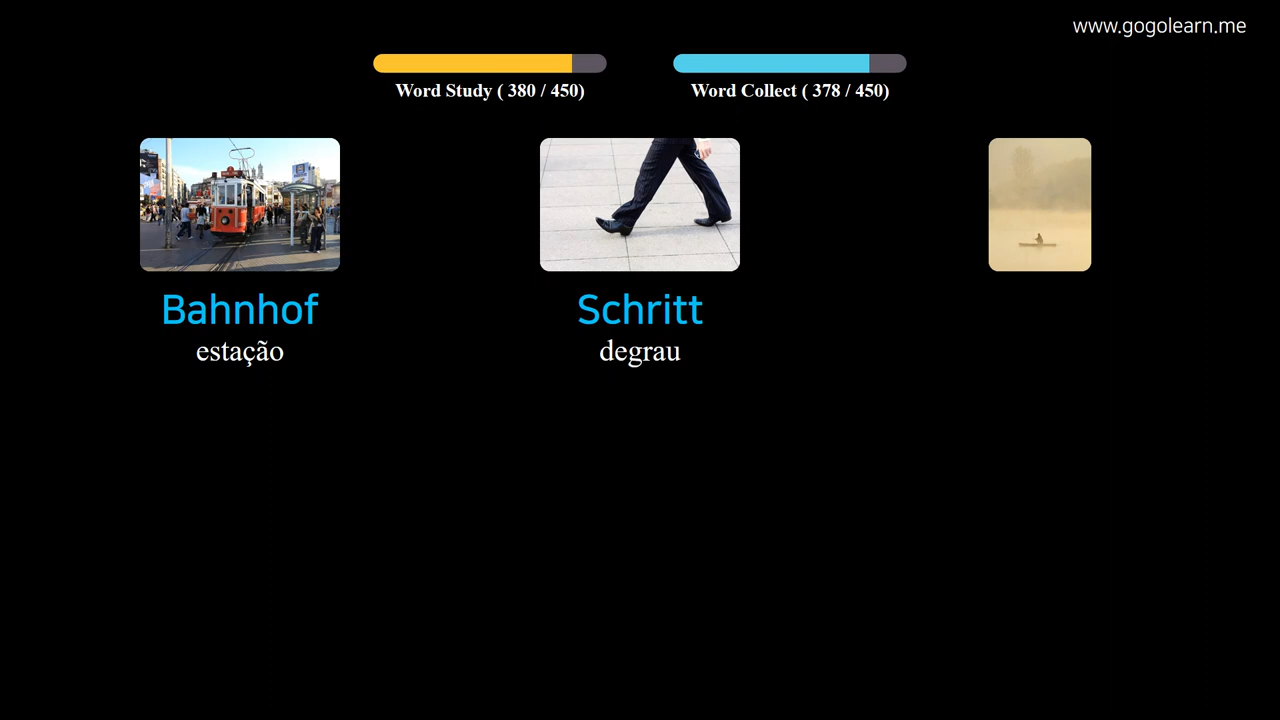 www.gogolearn.me
Word Study ( 380 / 450)
Word Collect ( 378 / 450)
Bahnhof
estação
Schritt
degrau